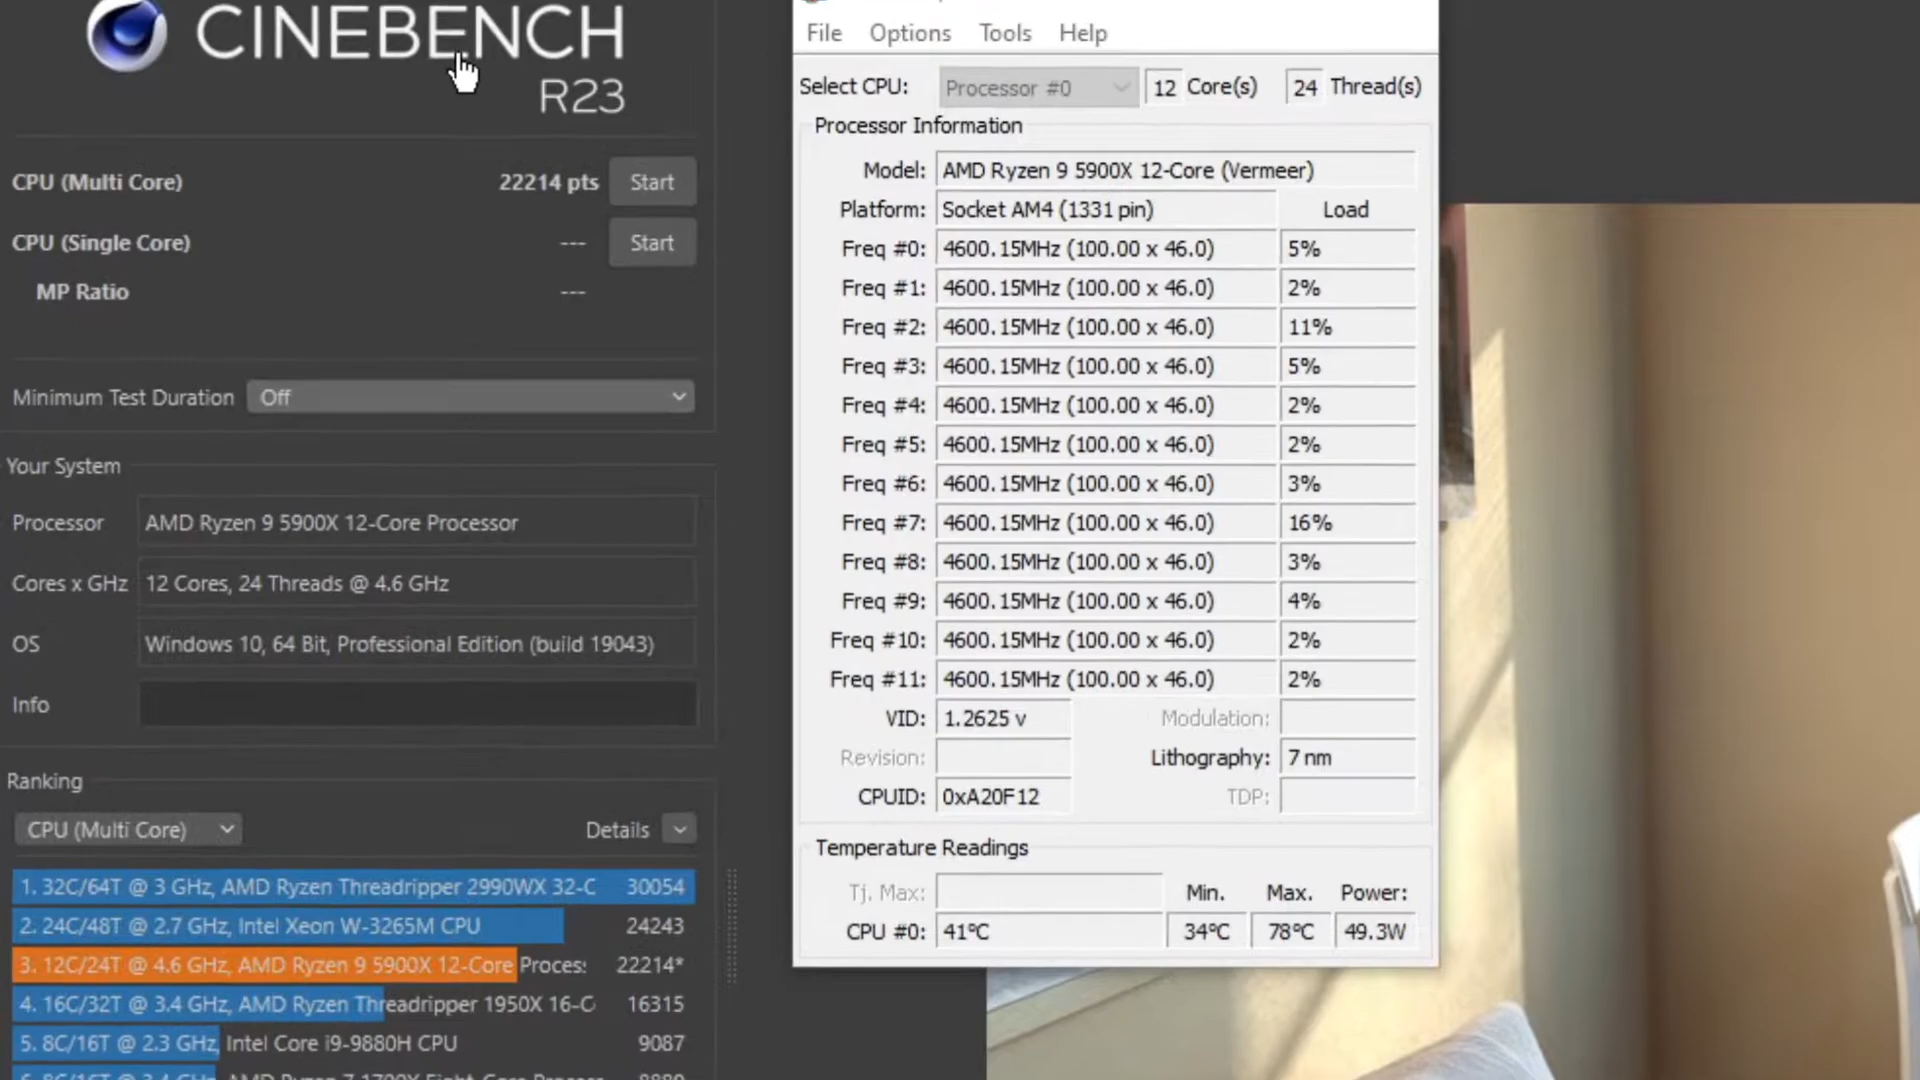 CINEBENCH
R23
CPU (Multi Core) 22214 pts Start
CPU (Single Core) --- Start
MP Ratio ---
Minimum Test Duration Off
Your System
Processor AMD Ryzen 9 5900X 12-Core Processor
Cores x GHz 12 Cores, 24 Threads @ 4.6 GHz
OS Windows 10, 64 Bit, Professional Edition (build 19043)
Info
Ranking
CPU (Multi Core) Details
1. 32C/64T @ 3 GHz, AMD Ryzen Threadripper 2990WX 32-C 30054
2. 24C/48T @ 2.7 GHz, Intel Xeon W-3265M CPU 24243
3. 12C/24T @ 4.6 GHz, AMD Ryzen 9 5900X 12-Core Proces: 22214*
4. 16C/32T @ 3.4 GHz, AMD Ryzen Threadripper 1950X 16-C 16315
5. 8C/16T @ 2.3 GHz, Intel Core i9-9880H CPU 9087
File Options Tools Help
Select CPU: Processor #0 12 Core(s) 24 Thread(s)
Processor Information
Model: AMD Ryzen 9 5900X 12-Core (Vermeer)
Platform: Socket AM4 (1331 pin) Load
Freq #0: 4600.15MHz (100.00 x 46.0) 5%
Freq #1: 4600.15MHz (100.00 x 46.0) 2%
Freq #2: 4600.15MHz (100.00 x 46.0) 11%
Freq #3: 4600.15MHz (100.00 x 46.0) 5%
Freq #4: 4600.15MHz (100.00 x 46.0) 2%
Freq #5: 4600.15MHz (100.00 x 46.0) 2%
Freq #6: 4600.15MHz (100.00 x 46.0) 3%
Freq #7: 4600.15MHz (100.00 x 46.0) 16%
Freq #8: 4600.15MHz (100.00 x 46.0) 3%
Freq #9: 4600.15MHz (100.00 x 46.0) 4%
Freq #10: 4600.15MHz (100.00 x 46.0) 2%
Freq #11: 4600.15MHz (100.00 x 46.0) 2%
VID: 1.2625 v Modulation:
Revision: Lithography: 7 nm
CPUID: 0xA20F12 TDP:
Temperature Readings
Tj. Max: Min. Max. Power:
CPU #0: 41°C 34°C 78°C 49.3W